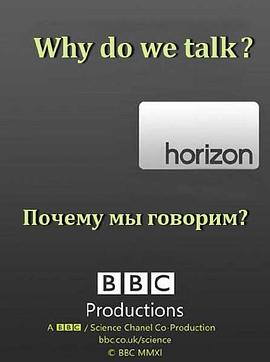 Why do we talk?
horizon
Почему мы говорим?
BBC
Productions
A BBC / Science Chanel Co-Production
bbc.co.uk/science
© BBC MMXI